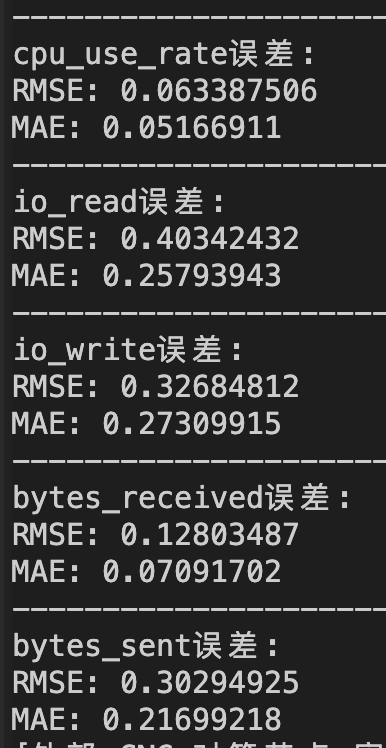 ----------------------
cpu_use_rate误差:
RMSE: 0.063387506
MAE: 0.05166911
----------------------
io_read误差:
RMSE: 0.40342432
MAE: 0.25793943
----------------------
io_write误差:
RMSE: 0.32684812
MAE: 0.27309915
----------------------
bytes_received误差:
RMSE: 0.12803487
MAE: 0.07091702
----------------------
bytes_sent误差:
RMSE: 0.30294925
MAE: 0.21699218